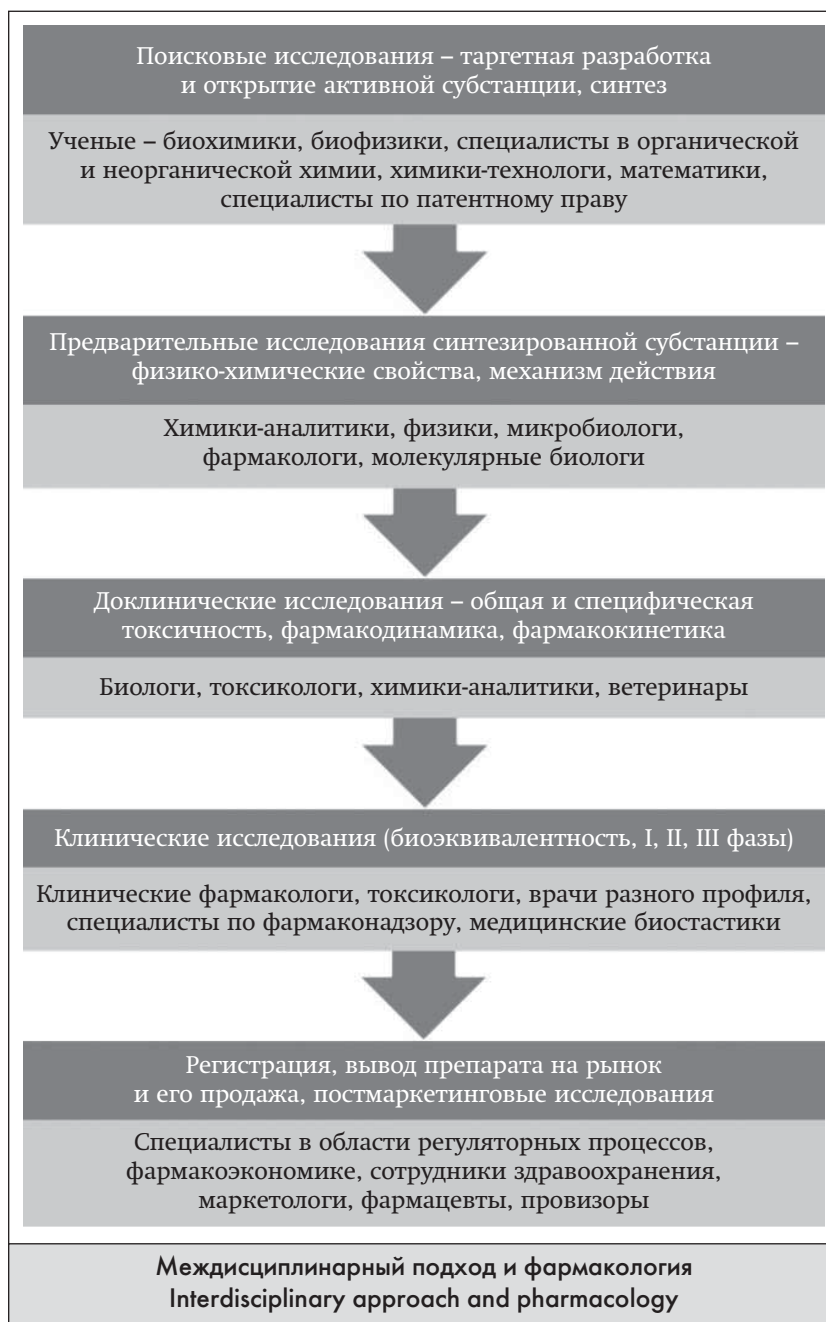 Поисковые исследования – таргетная разработка
и открытие активной субстанции, синтез
Ученые – биохимики, биофизики, специалисты в органической
и неорганической химии, химики-технологи, математики,
специалисты по патентному праву
Предварительные исследования синтезированной субстанции –
физико-химические свойства, механизм действия
Химики-аналитики, физики, микробиологи,
фармакологи, молекулярные биологи
Доклинические исследования – общая и специфическая
токсичность, фармакодинамика, фармакокинетика
Биологи, токсикологи, химики-аналитики, ветеринары
Клинические исследования (биоэквивалентность, I, II, III фазы)
Клинические фармакологи, токсикологи, врачи разного профиля,
специалисты по фармаконадзору, медицинские биостастики
Регистрация, вывод препарата на рынок
и его продажа, постмаркетинговые исследования
Специалисты в области регуляторных процессов,
фармакоэкономике, сотрудники здравоохранения,
маркетологи, фармацевты, провизоры
Междисциплинарный подход и фармакология
Interdisciplinary approach and pharmacology